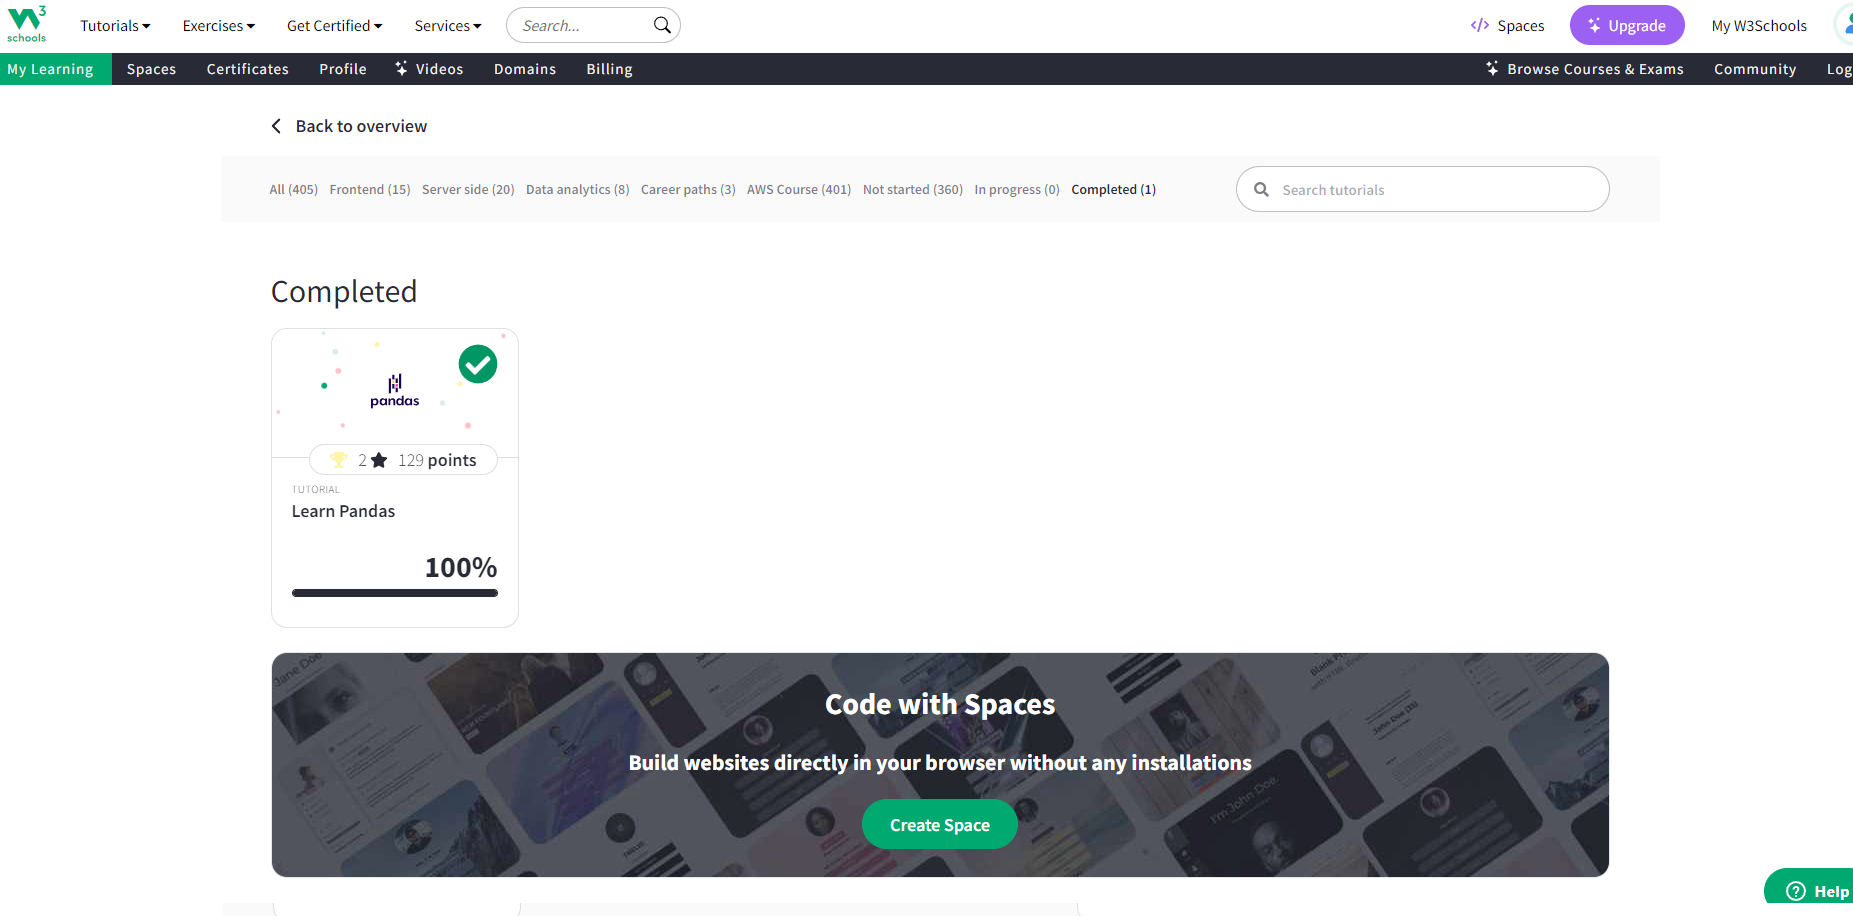 W3 schools
Tutorials Exercises Get Certified Services Search... Spaces Upgrade My W3Schools
My Learning Spaces Certificates Profile Videos Domains Billing Browse Courses & Exams Community Log
Back to overview
All (405) Frontend (15) Server side (20) Data analytics (8) Career paths (3) AWS Course (401) Not started (360) In progress (0) Completed (1) Search tutorials
Completed
pandas
2 129 points
TUTORIAL
Learn Pandas
100%
Jane Doe
Code with Spaces
Build websites directly in your browser without any installations
I'm John Doe.
Create Space
Help